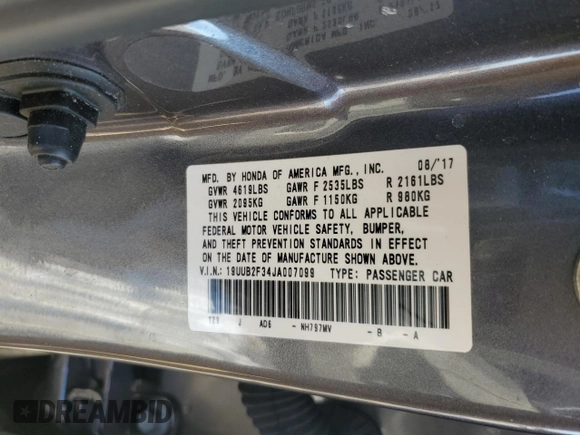 MFD. BY HONDA OF AMERICA MFG., INC. 08/'17
GVWR 4619LBS GAWR F 2535LBS R 2161LBS
GVWR 2095KG GAWR F 1150KG R 980KG
THIS VEHICLE CONFORMS TO ALL APPLICABLE
FEDERAL MOTOR VEHICLE SAFETY, BUMPER,
AND THEFT PREVENTION STANDARDS IN EFFECT
ON THE DATE OF MANUFACTURE SHOWN ABOVE.
V.I.N.: 19UUB2F34JA007099 TYPE: PASSENGER CAR
J AD6 - NH797MV - B - A
DREAMBID